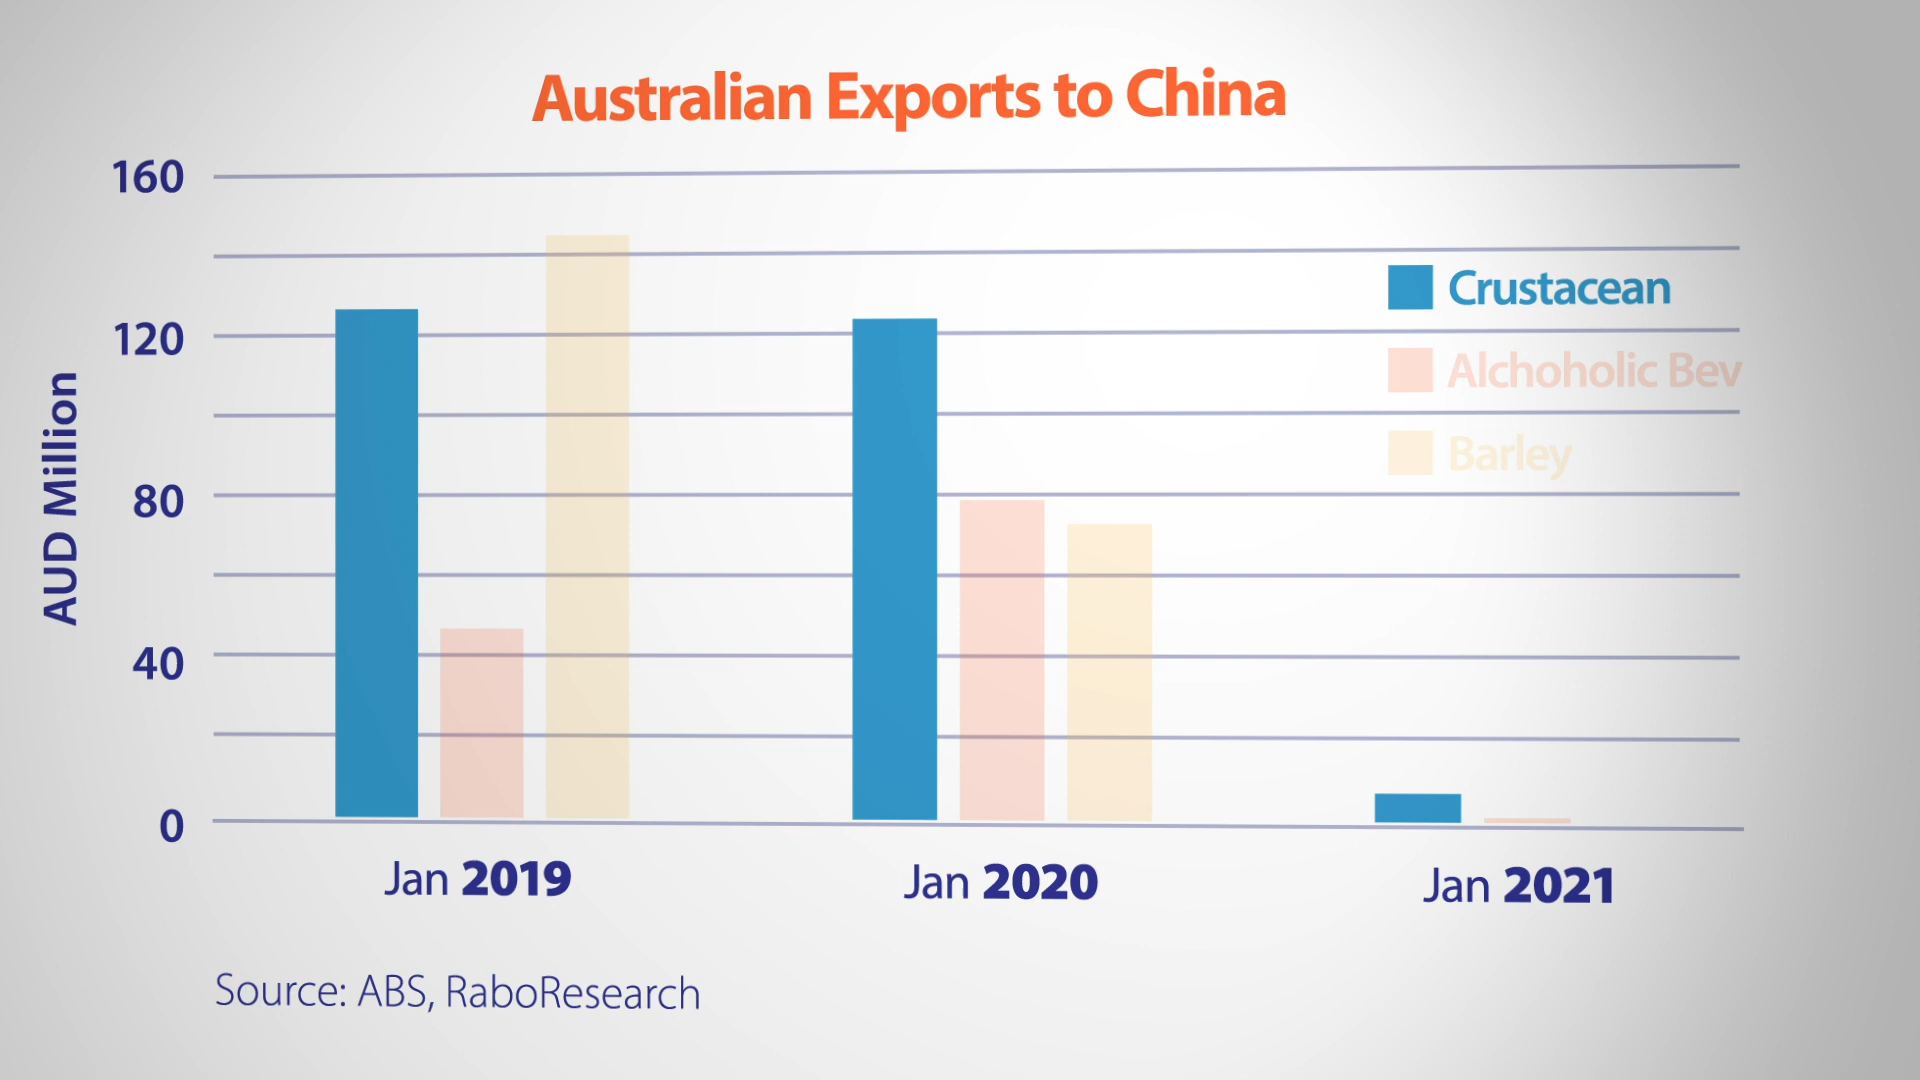 Australian Exports to China
160
120
80
40
0
AUD Million
Crustacean
Alchoholic Bev
Barley
Jan 2019
Jan 2020
Jan 2021
Source: ABS, RaboResearch